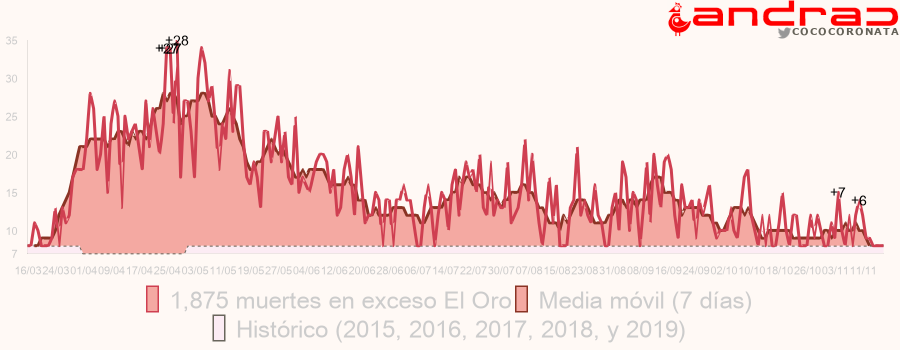 andrab
COCOCORONATA
+28
+27
35
30
25
20
15
10
7
+7
+6
16/03 24/03 01/04 09/04 17/04 25/04 03/05 11/05 19/05 27/05 04/06 12/06 20/06 28/06 06/07 14/07 22/07 30/07 07/08 15/08 23/08 31/08 08/09 16/09 24/09 02/10 10/10 18/10 26/10 03/11 11/11
1,875 muertes en exceso El Oro Media móvil (7 días)
Histórico (2015, 2016, 2017, 2018, y 2019)